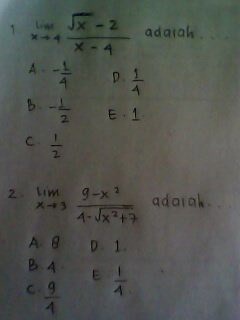 1. lim x→4 (√x - 2)/(x - 4) adalah ....
A. -1/4 D. 1/4
B. -1/2 E. 1
C. 1/2
2. lim x→3 (9 - x²)/(4 - √x²+7) adalah ....
A. 8 D. 1.
B. 4. E. 1/4.
C. 9/4